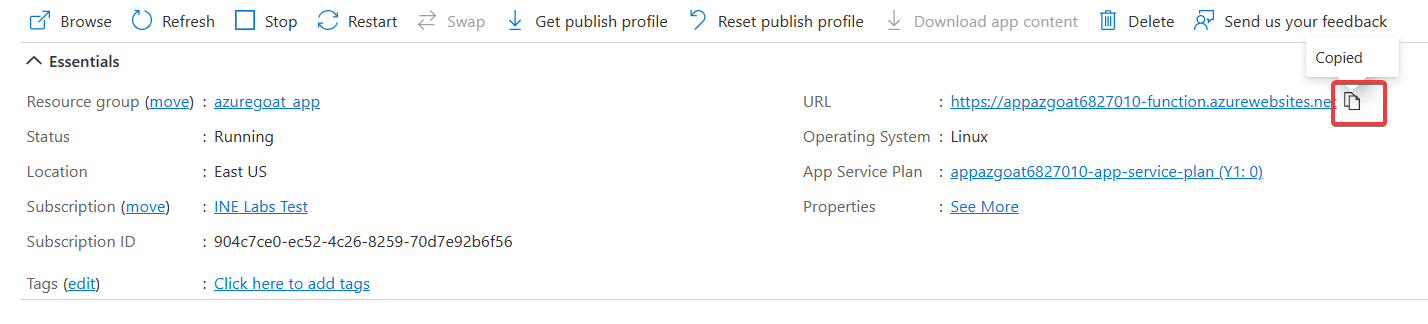 Browse Refresh Stop Restart Swap Get publish profile Reset publish profile Download app content Delete Send us your feedback
Copied
Essentials
Resource group (move) : azuregoat_app
URL : https://appazgoat6827010-function.azurewebsites.net
Status : Running
Operating System : Linux
Location : East US
App Service Plan : appazgoat6827010-app-service-plan (Y1: 0)
Subscription (move) : INE Labs Test
Properties : See More
Subscription ID : 904c7ce0-ec52-4c26-8259-70d7e92b6f56
Tags (edit) : Click here to add tags